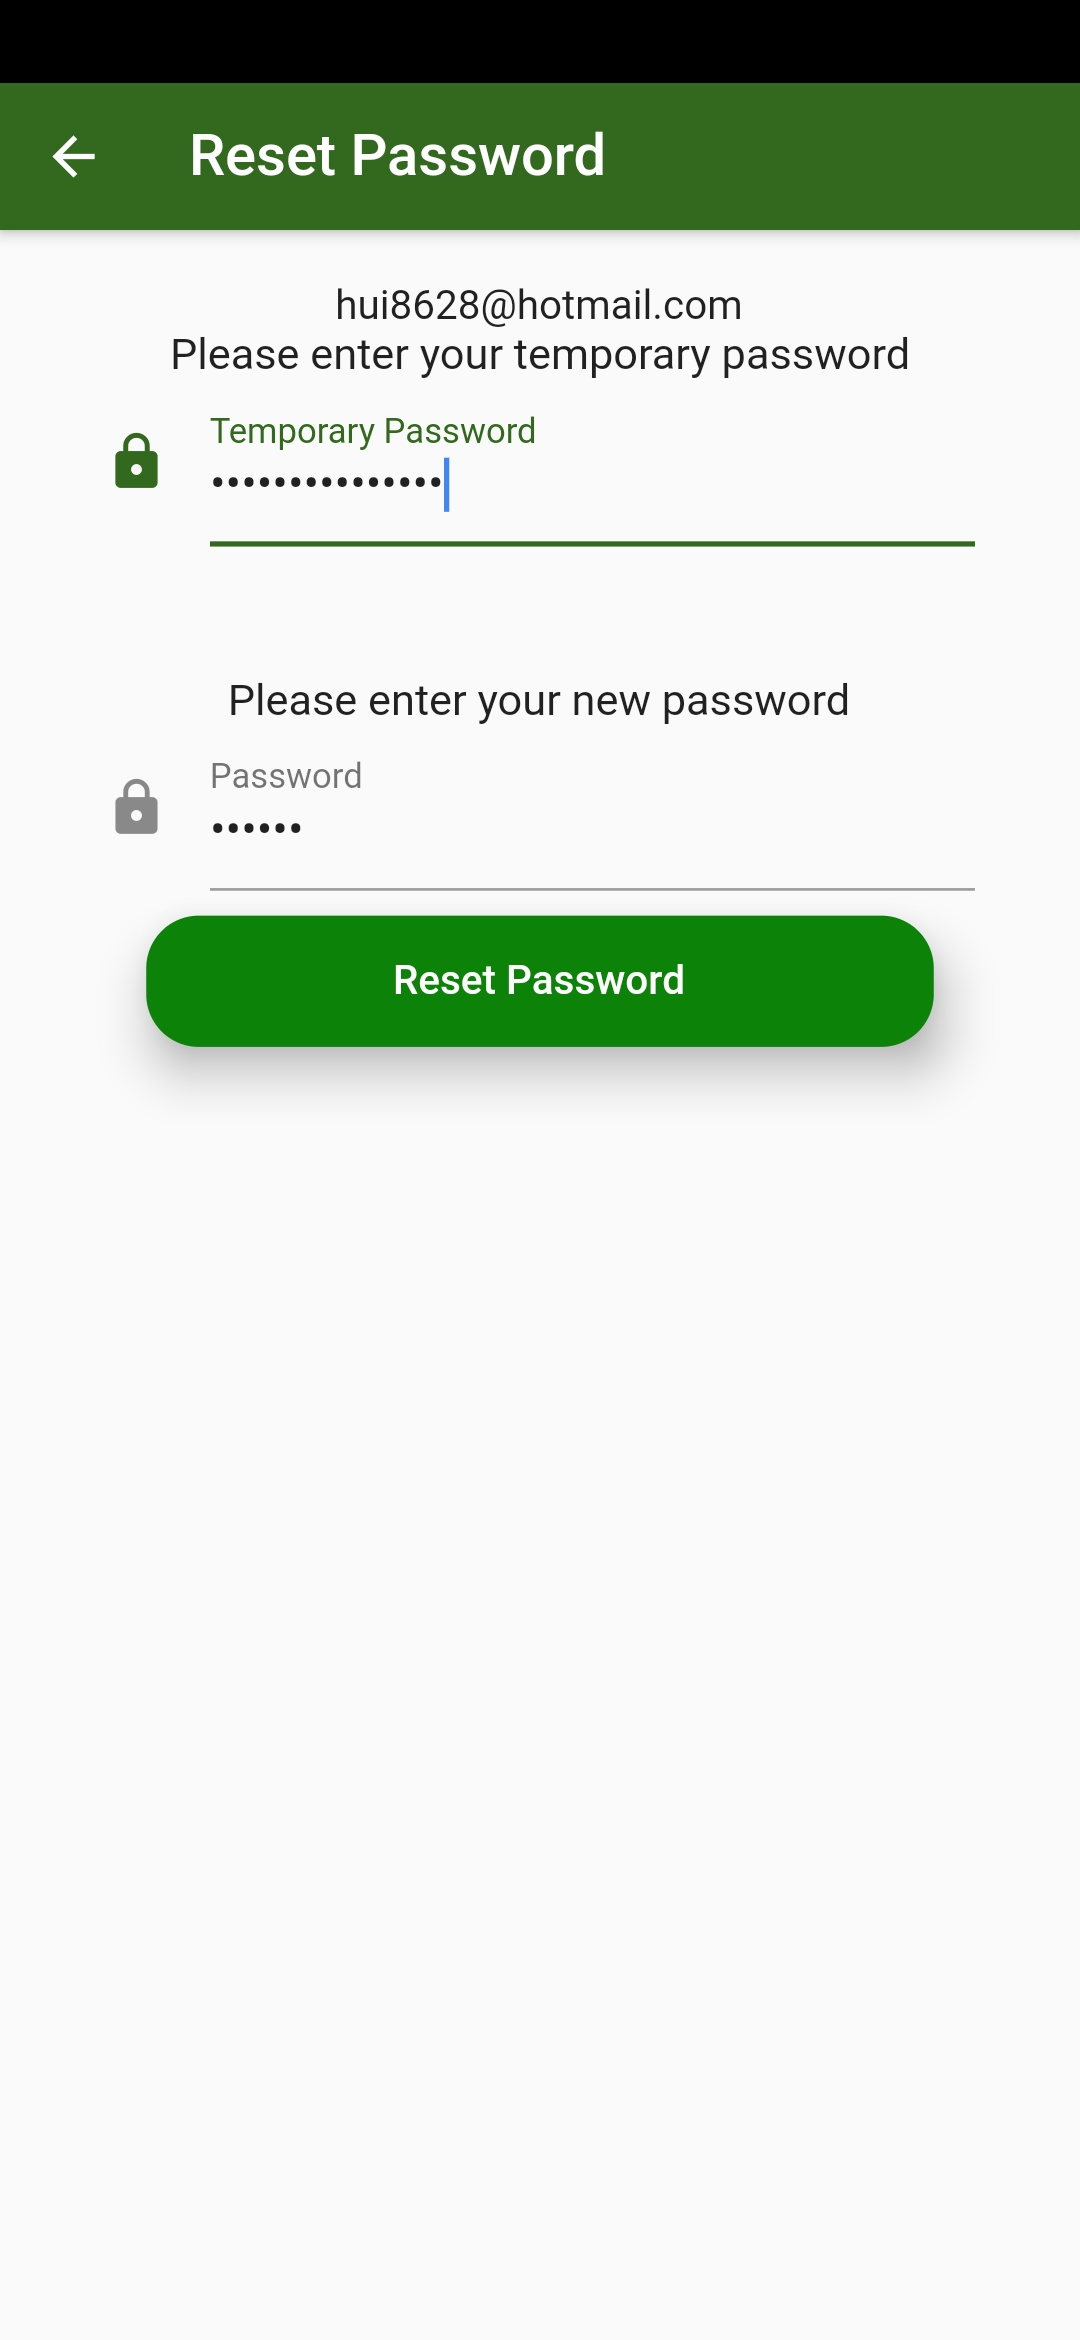 Reset Password
hui8628@hotmail.com
Please enter your temporary password
Temporary Password
•••••••••••••••
Please enter your new password
Password
••••••
Reset Password